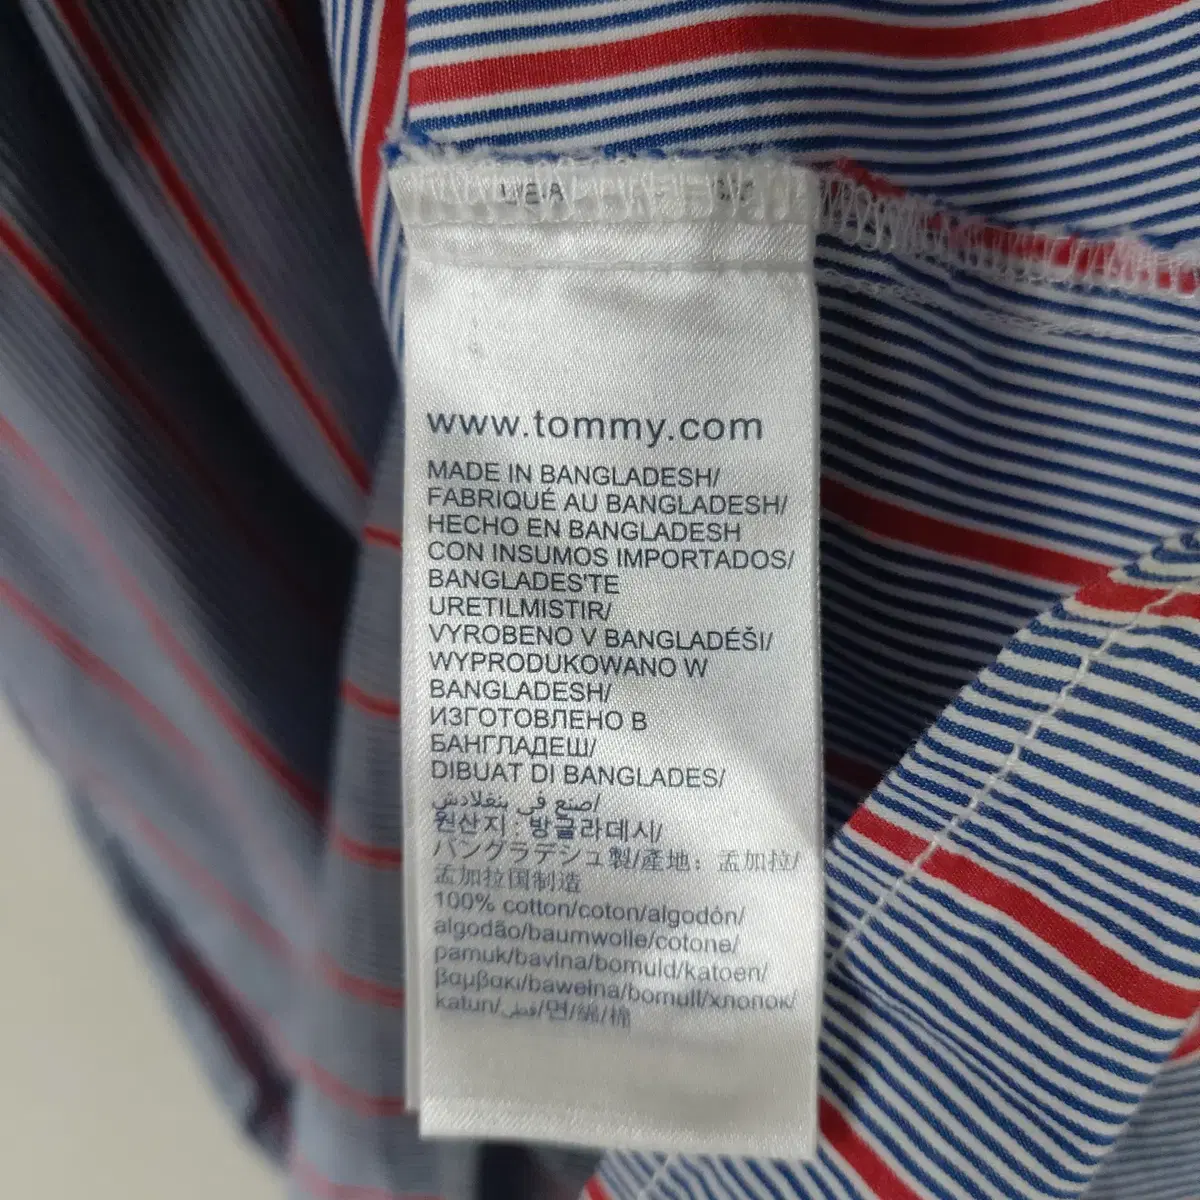 www.tommy.com
MADE IN BANGLADESH/
FABRIQUÉ AU BANGLADESH/
HECHO EN BANGLADESH
CON INSUMOS IMPORTADOS/
BANGLADES'TE
URETILMISTIR/
VYROBENO V BANGLADÉŠI/
WYPRODUKOWANO W
BANGLADESH/
ИЗГОТОВЛЕНО В
БАНГЛАДЕШ/
DIBUAT DI BANGLADES/
صنع في بنغلادش/
원산지 : 방글라데시/
バングラデシュ製/產地：孟加拉/
孟加拉国制造
100% cotton/coton/algodón/
algodão/baumwolle/cotone/
pamuk/bavlna/bomuld/katoen/
βαμβακι/bawełna/bomull/хлопок/
katun/قطن/면/綿/棉